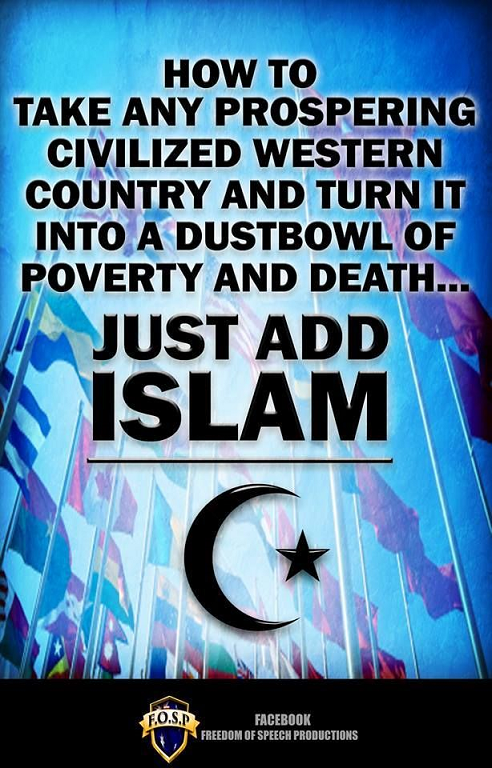 HOW TO
TAKE ANY PROSPERING
CIVILIZED WESTERN
COUNTRY AND TURN IT
INTO A DUSTBOWL OF
POVERTY AND DEATH...
JUST ADD
ISLAM
F.O.S.P
FACEBOOK
FREEDOM OF SPEECH PRODUCTIONS